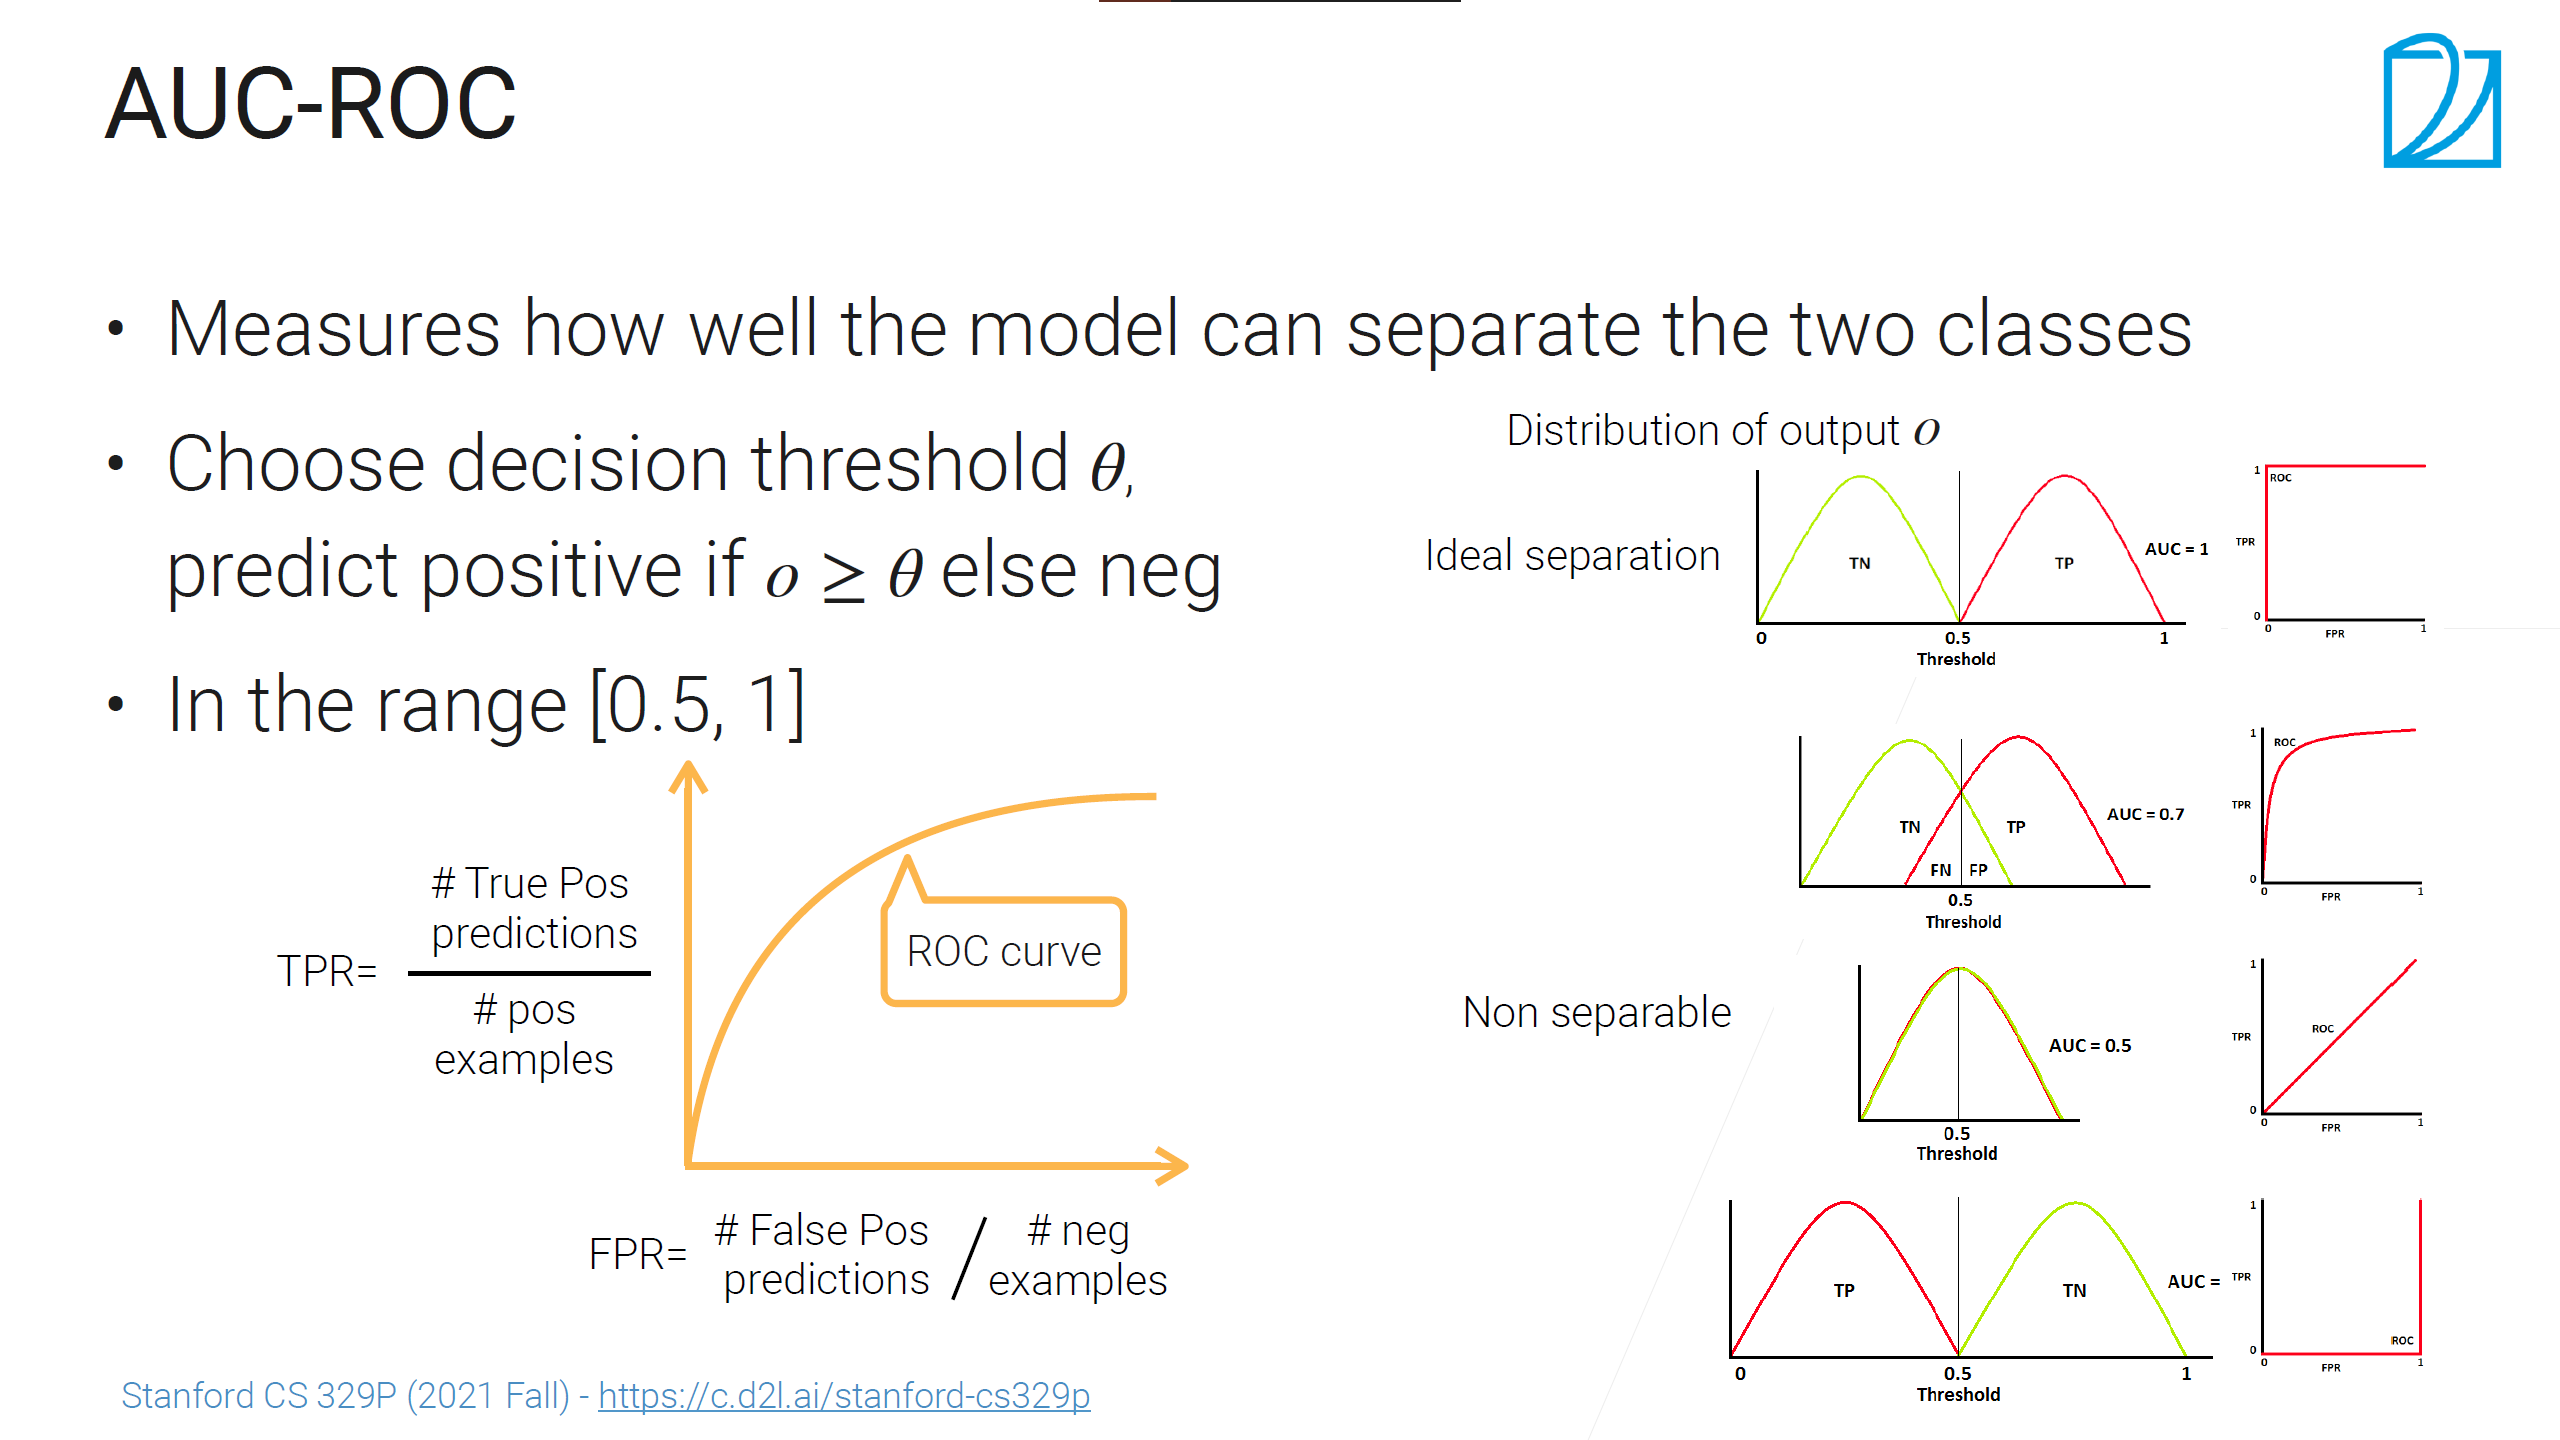 AUC-ROC
• Measures how well the model can separate the two classes
• Choose decision threshold θ,
predict positive if o ≥ θ else neg
• In the range [0.5, 1]
TPR=
# True Pos
predictions
# pos
examples
ROC curve
FPR=
# False Pos
predictions
/
# neg
examples
Distribution of output o
Ideal separation
TN
TP
AUC = 1
0
0.5
1
Threshold
1
ROC
TPR
0
0
FPR
1
TN
TP
FN
FP
AUC = 0.7
0.5
Threshold
1
ROC
TPR
0
0
FPR
1
Non separable
AUC = 0.5
0.5
Threshold
1
ROC
TPR
0
0
FPR
1
TP
TN
AUC =
0
0.5
1
Threshold
1
TPR
ROC
0
0
FPR
1
Stanford CS 329P (2021 Fall) - https://c.d2l.ai/stanford-cs329p